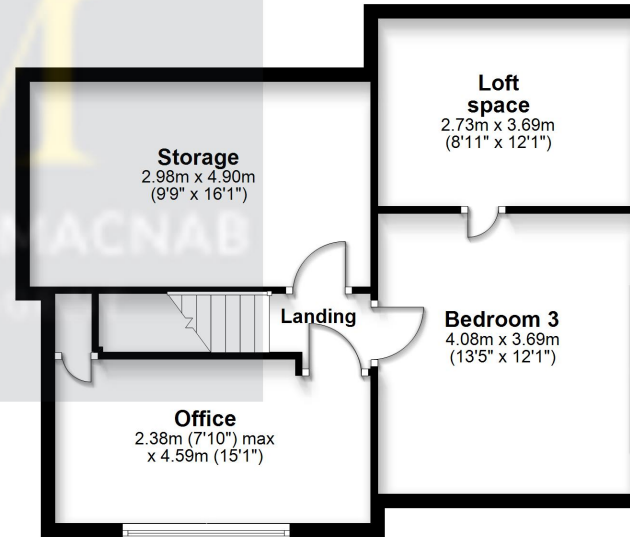 Loft
space
2.73m x 3.69m
(8'11" x 12'1")
Storage
2.98m x 4.90m
(9'9" x 16'1")
MACNAB
Landing
Bedroom 3
4.08m x 3.69m
(13'5" x 12'1")
Office
2.38m (7'10") max
x 4.59m (15'1")